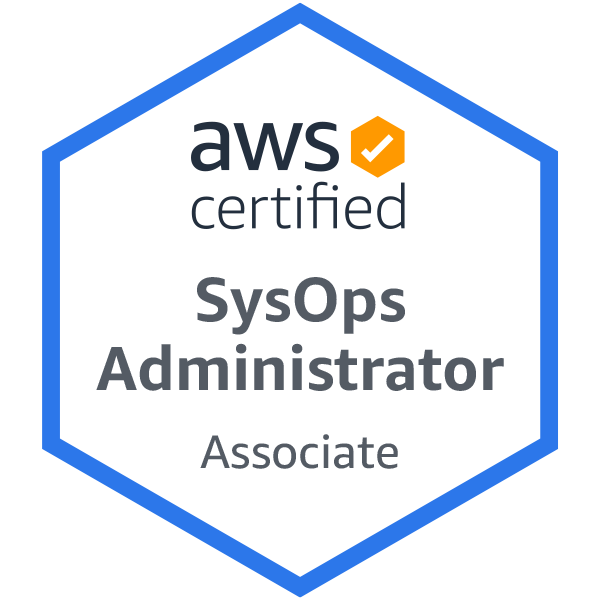 aws
certified
SysOps
Administrator
Associate